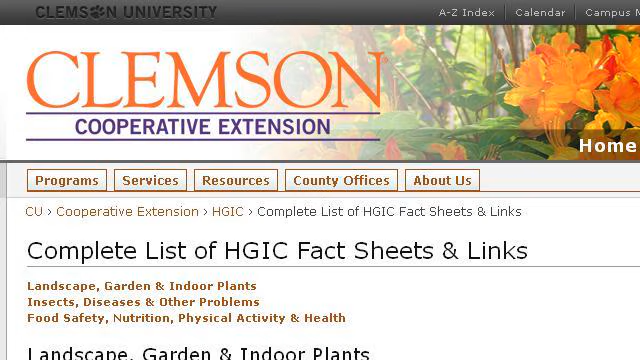 CLEMSON UNIVERSITY
A-Z Index Calendar Campus
CLEMSON®
COOPERATIVE EXTENSION
Home
Programs Services Resources County Offices About Us
CU › Cooperative Extension › HGIC › Complete List of HGIC Fact Sheets & Links
Complete List of HGIC Fact Sheets & Links
Landscape, Garden & Indoor Plants
Insects, Diseases & Other Problems
Food Safety, Nutrition, Physical Activity & Health
Landscape, Garden & Indoor Plants